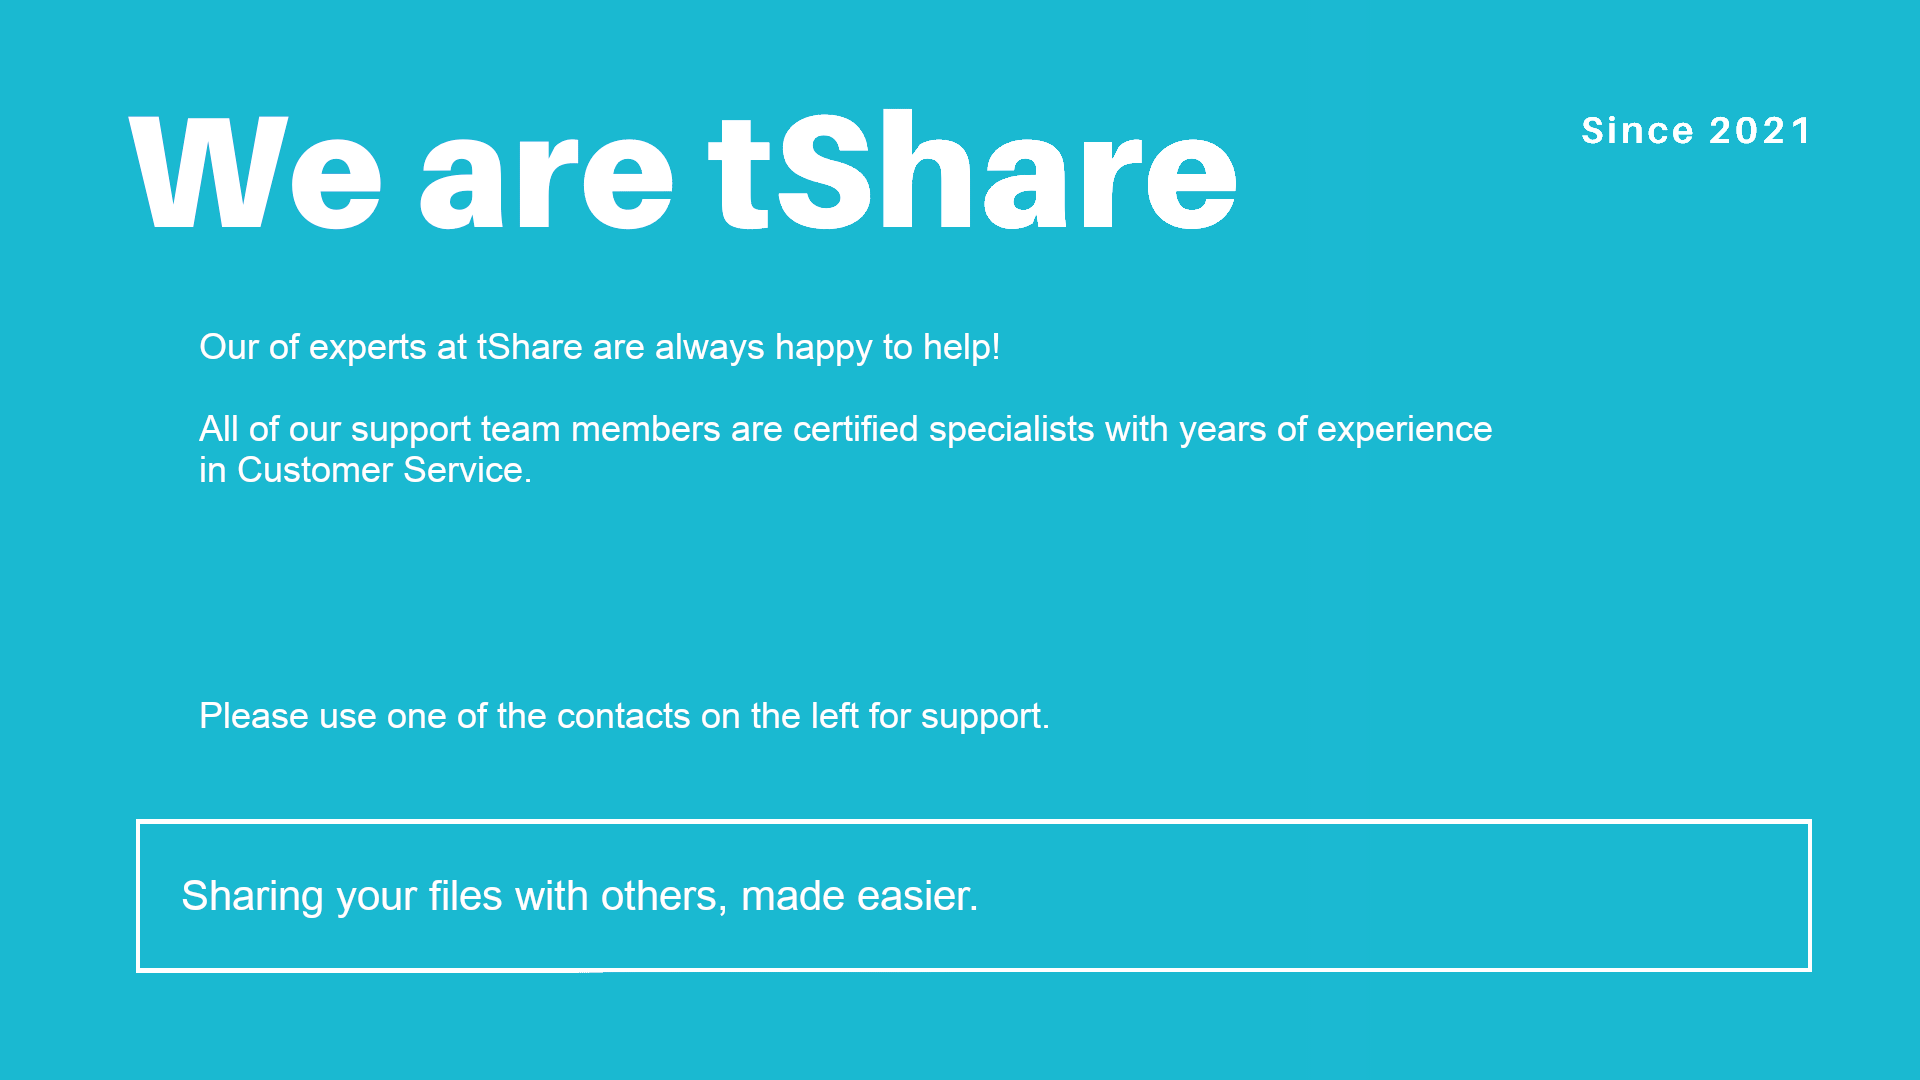 We are tShare
Since 2021
Our of experts at tShare are always happy to help!
All of our support team members are certified specialists with years of experience
in Customer Service.
Please use one of the contacts on the left for support.
Sharing your files with others, made easier.